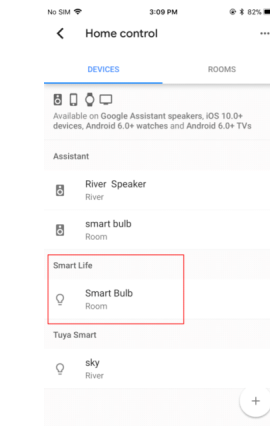 No SIM 3:09 PM 82%
Home control
DEVICES ROOMS
Available on Google Assistant speakers, iOS 10.0+
devices, Android 6.0+ watches and Android 6.0+ TVs
Assistant
River Speaker
River
smart bulb
Room
Smart Life
Smart Bulb
Room
Tuya Smart
sky
River